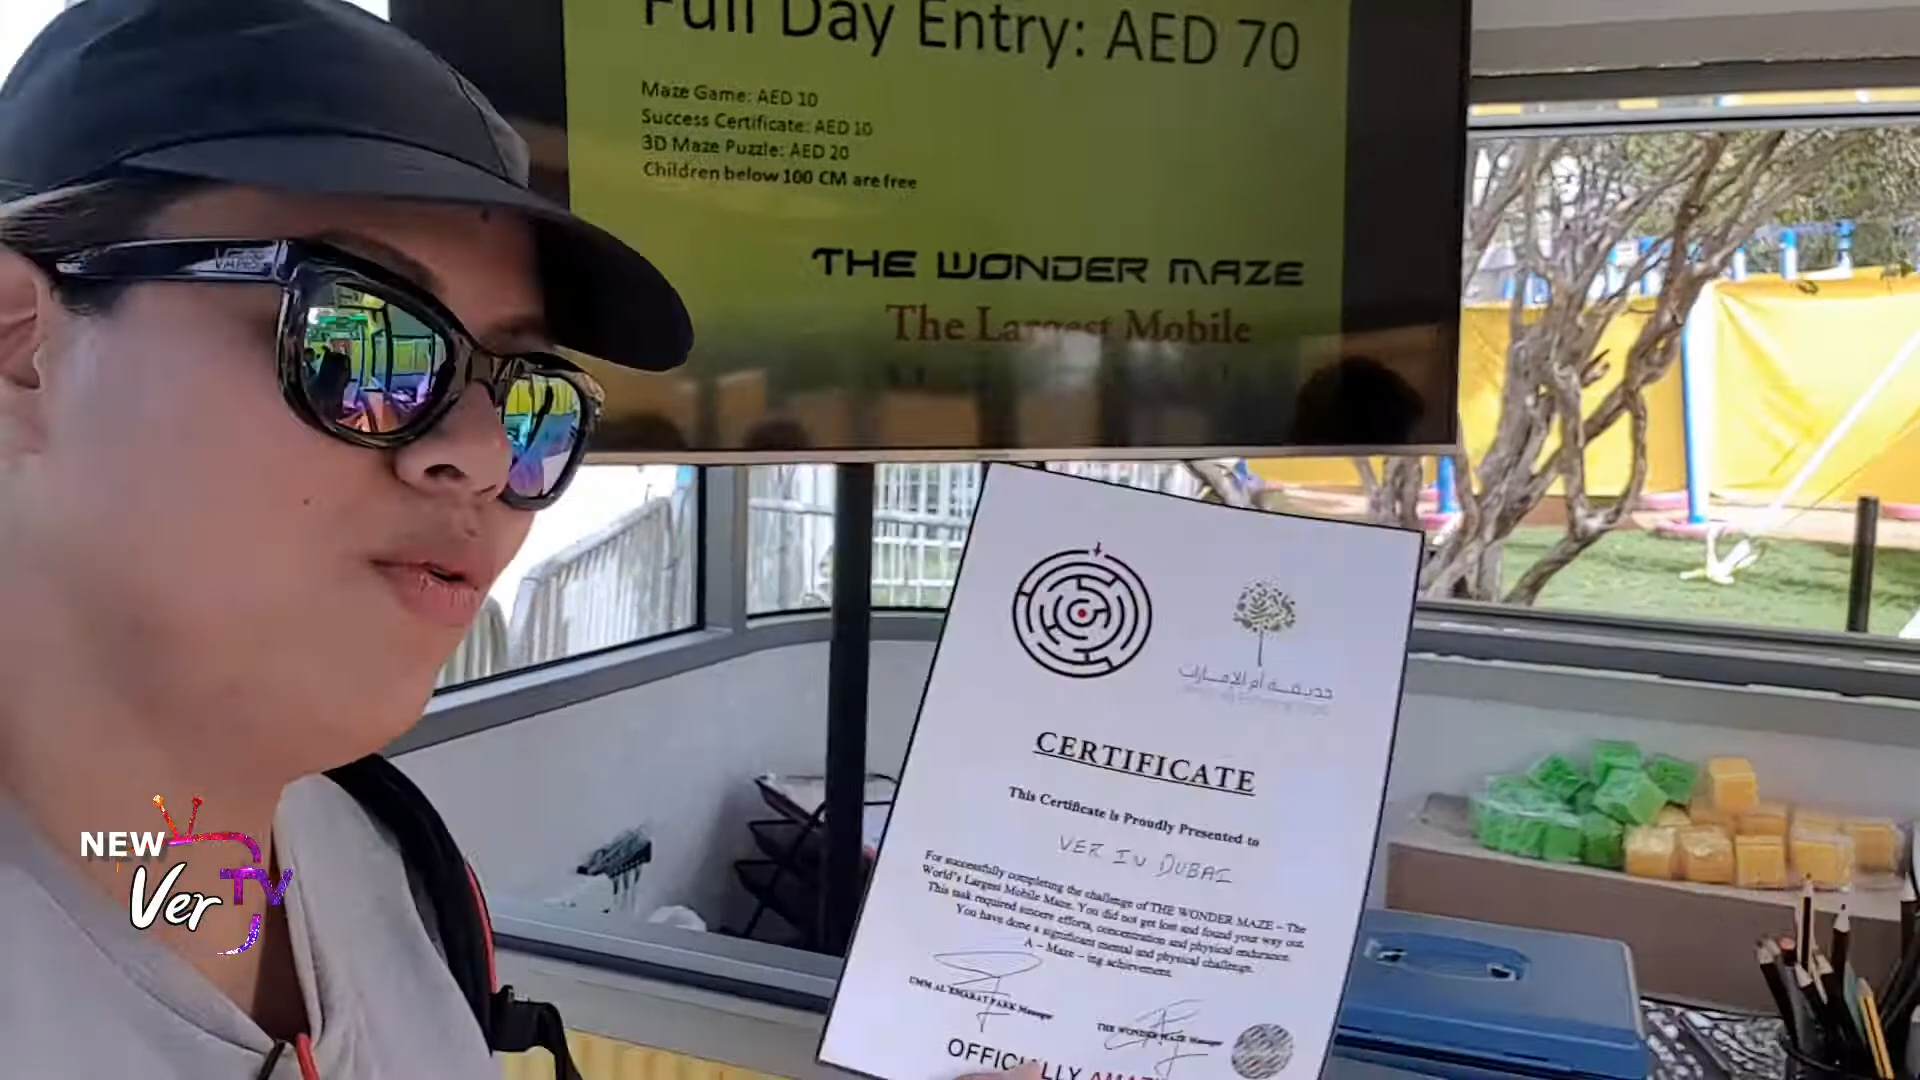 Full Day Entry: AED 70
Maze Game: AED 10
Success Certificate: AED 10
3D Maze Puzzle: AED 20
Children below 100 CM are free
THE WONDER MAZE
The Largest Mobile
حديقة أم الإمارات
CERTIFICATE
This Certificate is Proudly Presented to
VER IN DUBAI
For successfully completing the challenge of THE WONDER MAZE – The
World's Largest Mobile Maze. You did not get lost and found your way out.
This task required sincere efforts, concentration and physical endurance.
You have done a significant mental and physical challenge.
A – Maze – ing achievement.
UMM AL EMARAT PARK Manager
THE WONDER MAZE Manager
NEW
Ver TV